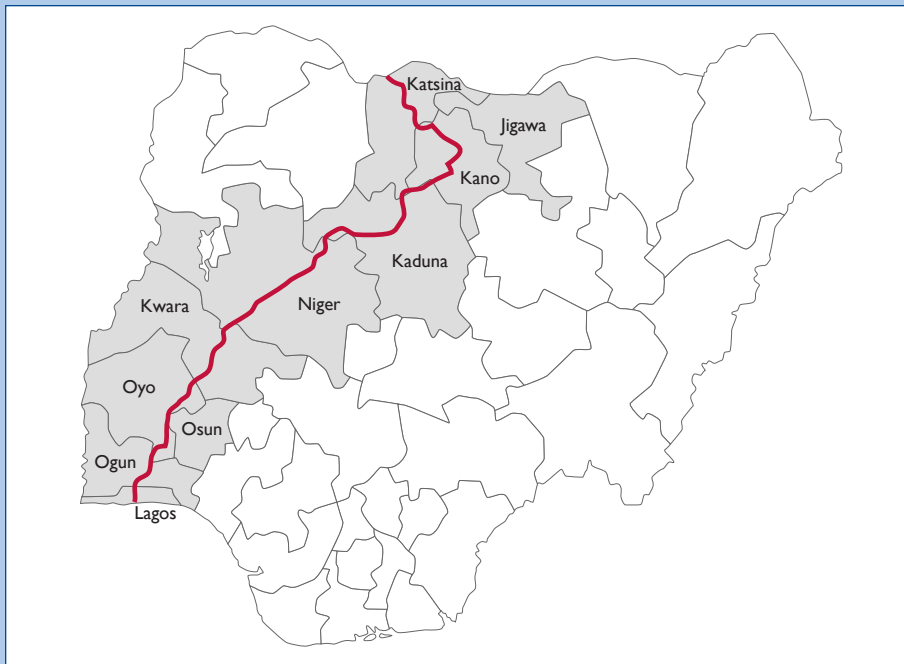 Katsina
Jigawa
Kano
Kaduna
Niger
Kwara
Oyo
Osun
Ogun
Lagos